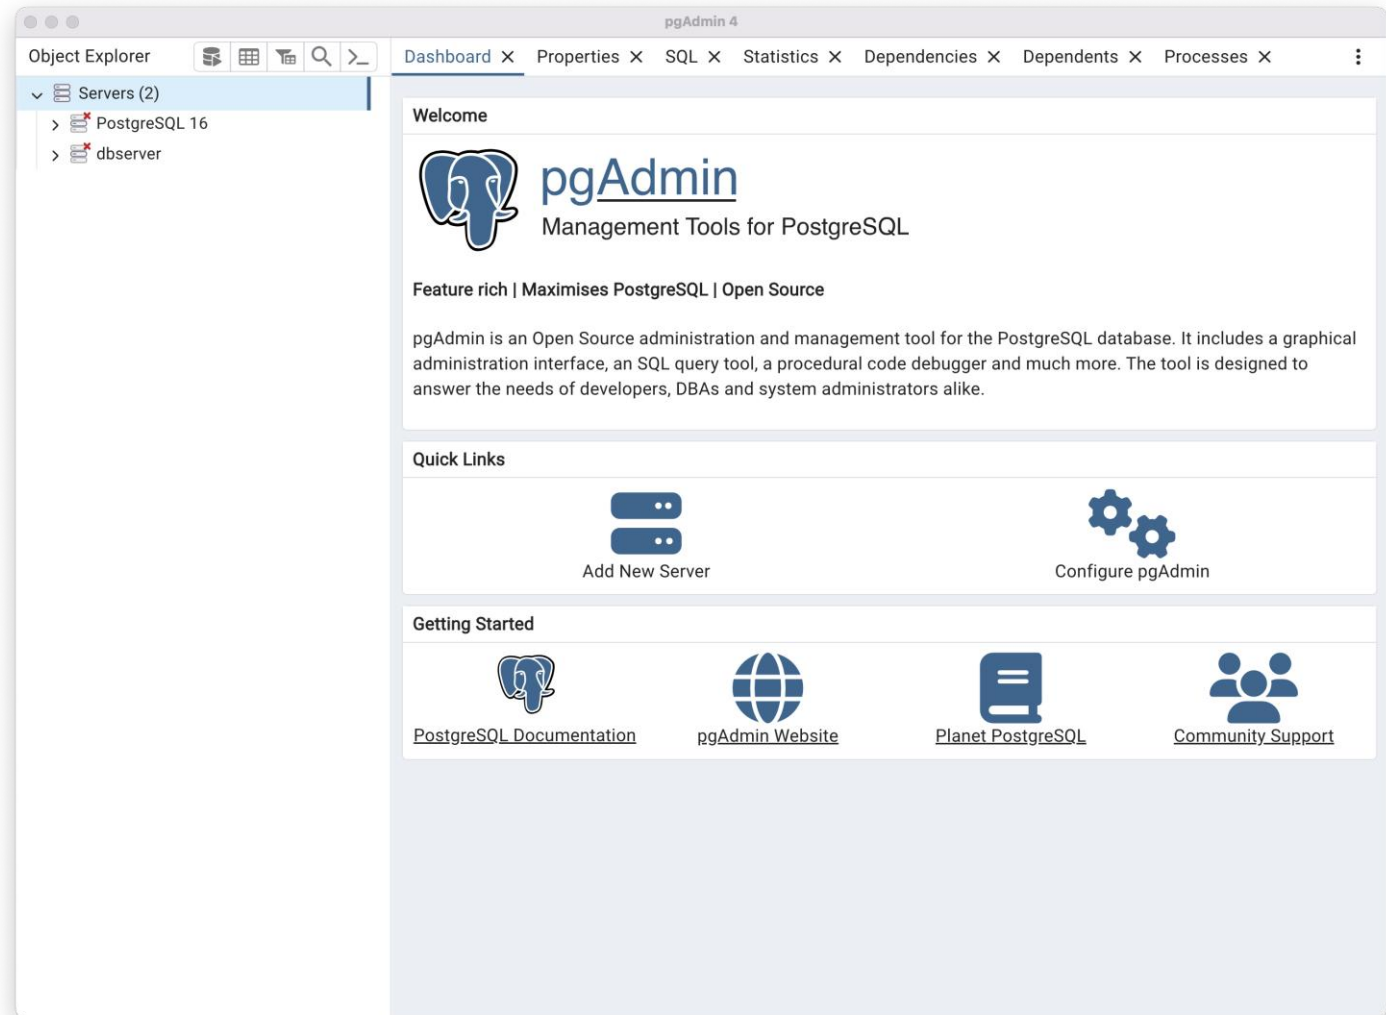 pgAdmin 4
Object Explorer
Dashboard Properties SQL Statistics Dependencies Dependents Processes
Servers (2)
PostgreSQL 16
dbserver
Welcome
pgAdmin
Management Tools for PostgreSQL
Feature rich | Maximises PostgreSQL | Open Source
pgAdmin is an Open Source administration and management tool for the PostgreSQL database. It includes a graphical
administration interface, an SQL query tool, a procedural code debugger and much more. The tool is designed to
answer the needs of developers, DBAs and system administrators alike.
Quick Links
Add New Server
Configure pgAdmin
Getting Started
PostgreSQL Documentation
pgAdmin Website
Planet PostgreSQL
Community Support